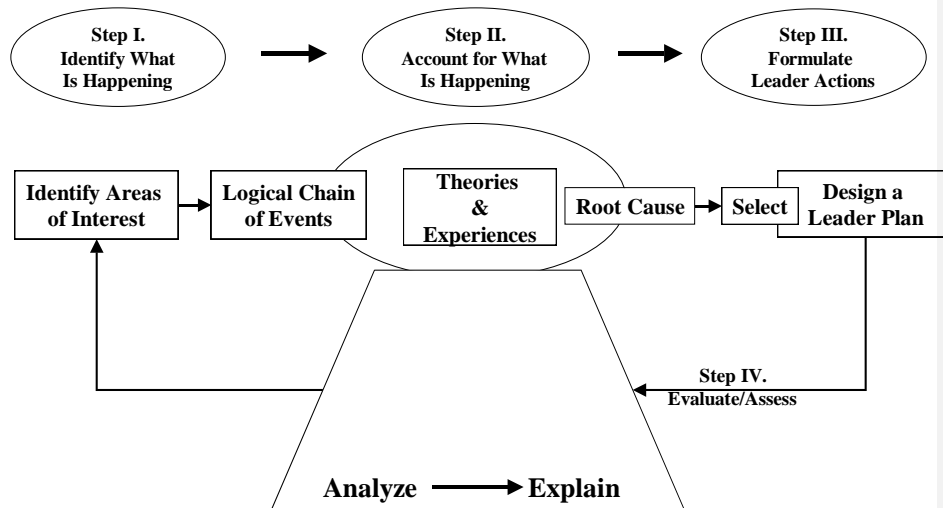 Step I.
Identify What
Is Happening
Step II.
Account for What
Is Happening
Step III.
Formulate
Leader Actions
Identify Areas
of Interest
Logical Chain
of Events
Theories
&
Experiences
Root Cause
Select
Design a
Leader Plan
Step IV.
Evaluate/Assess
Analyze
Explain